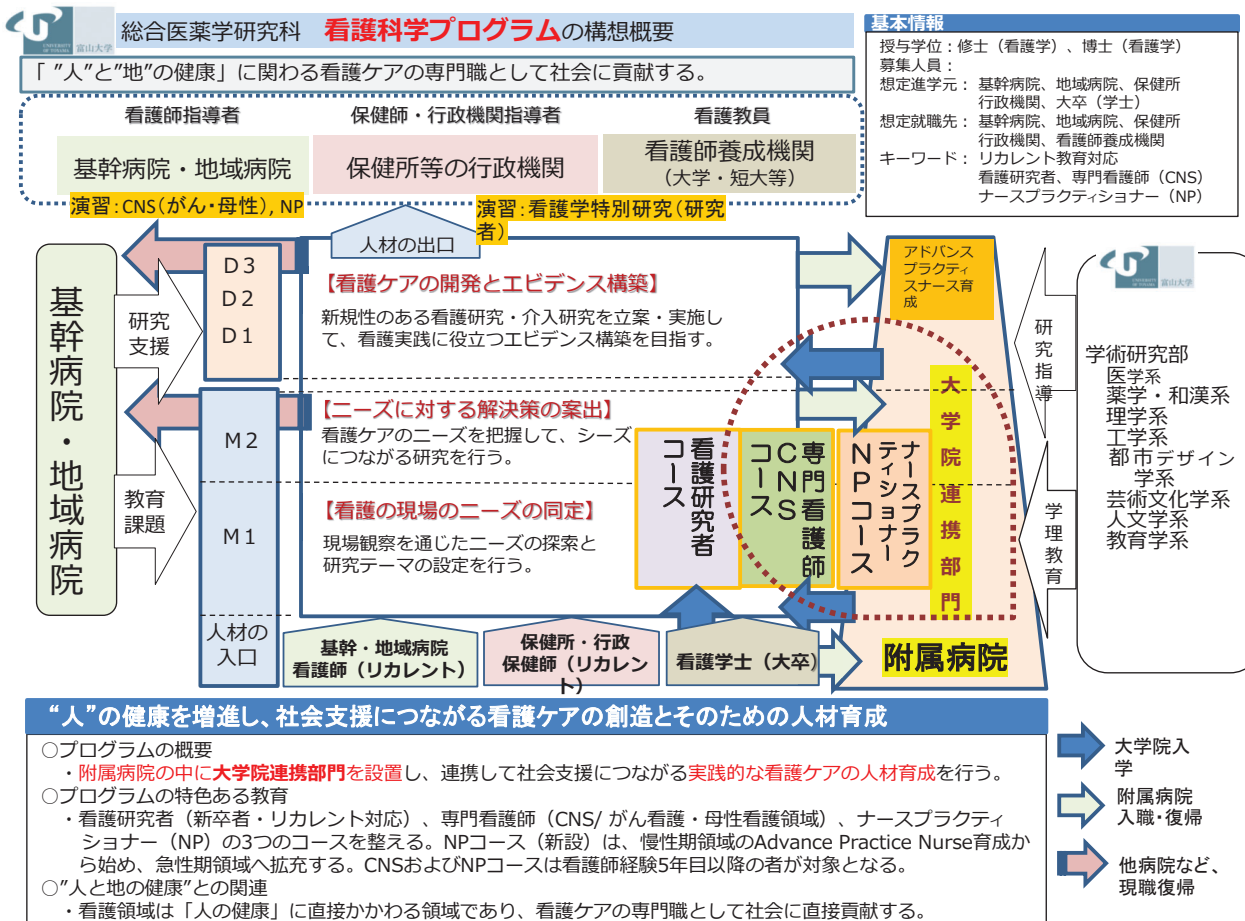 UNIVERSITY
OF TOYAMA
富山大学
総合医薬学研究科 看護科学プログラムの構想概要
「 ”人”と”地”の健康」に関わる看護ケアの専門職として社会に貢献する。
基本情報
授与学位：修士（看護学）、博士（看護学）
募集人員：
想定進学元： 基幹病院、地域病院、保健所
行政機関、大卒（学士）
想定就職先： 基幹病院、地域病院、保健所
行政機関、看護師養成機関
キーワード： リカレント教育対応
看護研究者、専門看護師（CNS）
ナースプラクティショナー（NP）
看護師指導者
保健師・行政機関指導者
看護教員
基幹病院・地域病院
保健所等の行政機関
看護師養成機関
（大学・短大等）
演習：CNS（がん・母性）, NP
演習：看護学特別研究（研究
者）
人材の出口
基幹病院・地域病院
研究
支援
教育
課題
D３
D２
D１
M２
M１
人材の
入口
【看護ケアの開発とエビデンス構築】
新規性のある看護研究・介入研究を立案・実施し
て、看護実践に役立つエビデンス構築を目指す。
【ニーズに対する解決策の案出】
看護ケアのニーズを把握して、シーズ
につながる研究を行う。
【看護の現場のニーズの同定】
現場観察を通じたニーズの探索と
研究テーマの設定を行う。
看護研究者
コース
専門看護師
CNS
コース
ナースプラク
ティショナー
NPコース
アドバンス
プラクティ
スナース育
成
大学院連携部門
附属病院
研究指導
学理教育
富山大学
学術研究部
医学系
薬学・和漢系
理学系
工学系
都市デザイン
学系
芸術文化学系
人文学系
教育学系
基幹・地域病院
看護師（リカレント）
保健所・行政
保健師（リカレン
ト）
看護学士（大卒）
“人”の健康を増進し、社会支援につながる看護ケアの創造とそのための人材育成
○プログラムの概要
・附属病院の中に大学院連携部門を設置し、連携して社会支援につながる実践的な看護ケアの人材育成を行う。
○プログラムの特色ある教育
・看護研究者（新卒者・リカレント対応）、専門看護師（CNS/ がん看護・母性看護領域）、ナースプラクティ
ショナー（NP）の3つのコースを整える。NPコース（新設）は、慢性期領域のAdvance Practice Nurse育成か
ら始め、急性期領域へ拡充する。CNSおよびNPコースは看護師経験5年目以降の者が対象となる。
○”人と地の健康”との関連
・看護領域は「人の健康」に直接かかわる領域であり、看護ケアの専門職として社会に直接貢献する。
大学院入
学
附属病院
入職・復帰
他病院など、
現職復帰